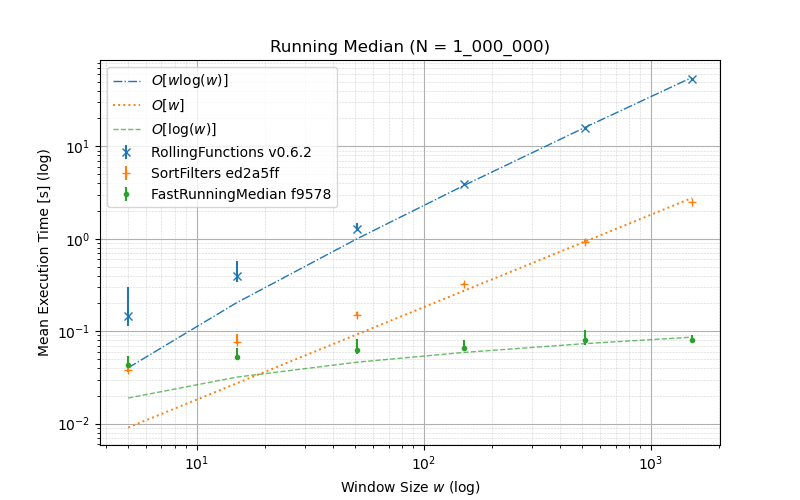 Running Median (N = 1_000_000)
O[wlog(w)]
O[w]
O[log(w)]
RollingFunctions v0.6.2
SortFilters ed2a5ff
FastRunningMedian f9578
Mean Execution Time [s] (log)
10¹
10⁰
10⁻¹
10⁻²
10¹
10²
10³
Window Size w (log)